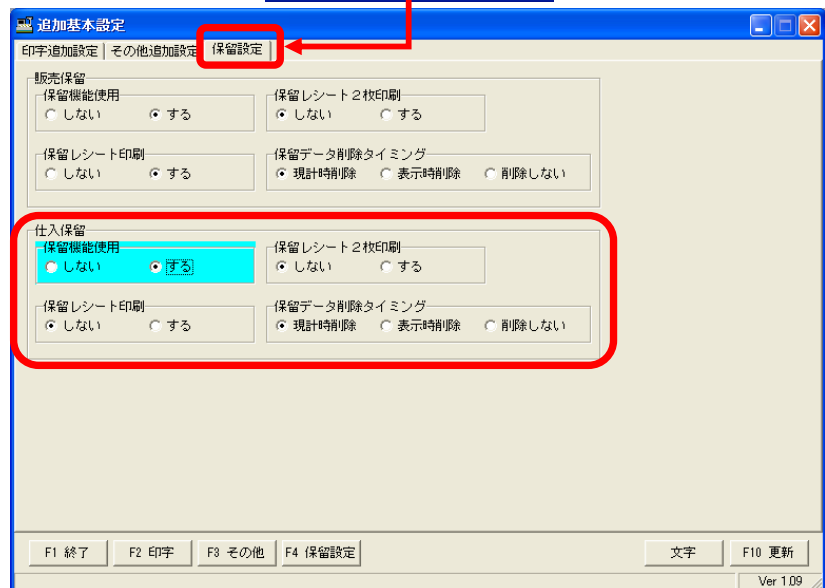 追加基本設定
印字追加設定 その他追加設定 保留設定
販売保留
保留機能使用 保留レシート2枚印刷
しない する しない する
保留レシート印刷 保留データ削除タイミング
しない する 現計時削除 表示時削除 削除しない
仕入保留
保留機能使用 保留レシート2枚印刷
しない する しない する
保留レシート印刷 保留データ削除タイミング
しない する 現計時削除 表示時削除 削除しない
F1 終了 F2 印字 F3 その他 F4 保留設定 文字 F10 更新
Ver 1.09